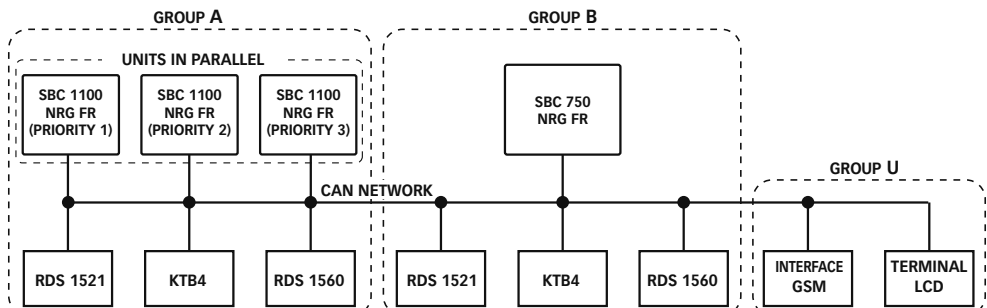 GROUP A
GROUP B
UNITS IN PARALLEL
SBC 1100
NRG FR
(PRIORITY 1)
SBC 1100
NRG FR
(PRIORITY 2)
SBC 1100
NRG FR
(PRIORITY 3)
SBC 750
NRG FR
GROUP U
CAN NETWORK
RDS 1521
KTB4
RDS 1560
RDS 1521
KTB4
RDS 1560
INTERFACE
GSM
TERMINAL
LCD